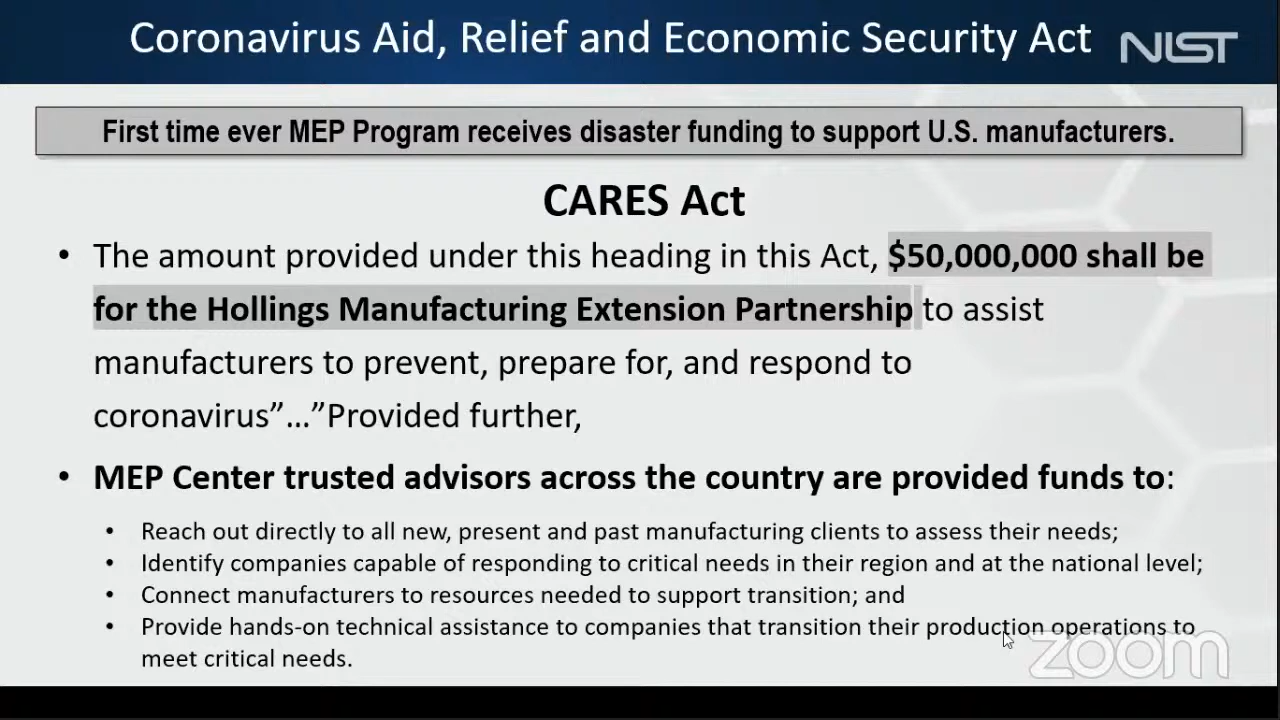 Coronavirus Aid, Relief and Economic Security Act
NIST
First time ever MEP Program receives disaster funding to support U.S. manufacturers.
CARES Act
• The amount provided under this heading in this Act, $50,000,000 shall be
for the Hollings Manufacturing Extension Partnership to assist
manufacturers to prevent, prepare for, and respond to
coronavirus”…”Provided further,
• MEP Center trusted advisors across the country are provided funds to:
• Reach out directly to all new, present and past manufacturing clients to assess their needs;
• Identify companies capable of responding to critical needs in their region and at the national level;
• Connect manufacturers to resources needed to support transition; and
• Provide hands-on technical assistance to companies that transition their production operations to
meet critical needs.
zoom